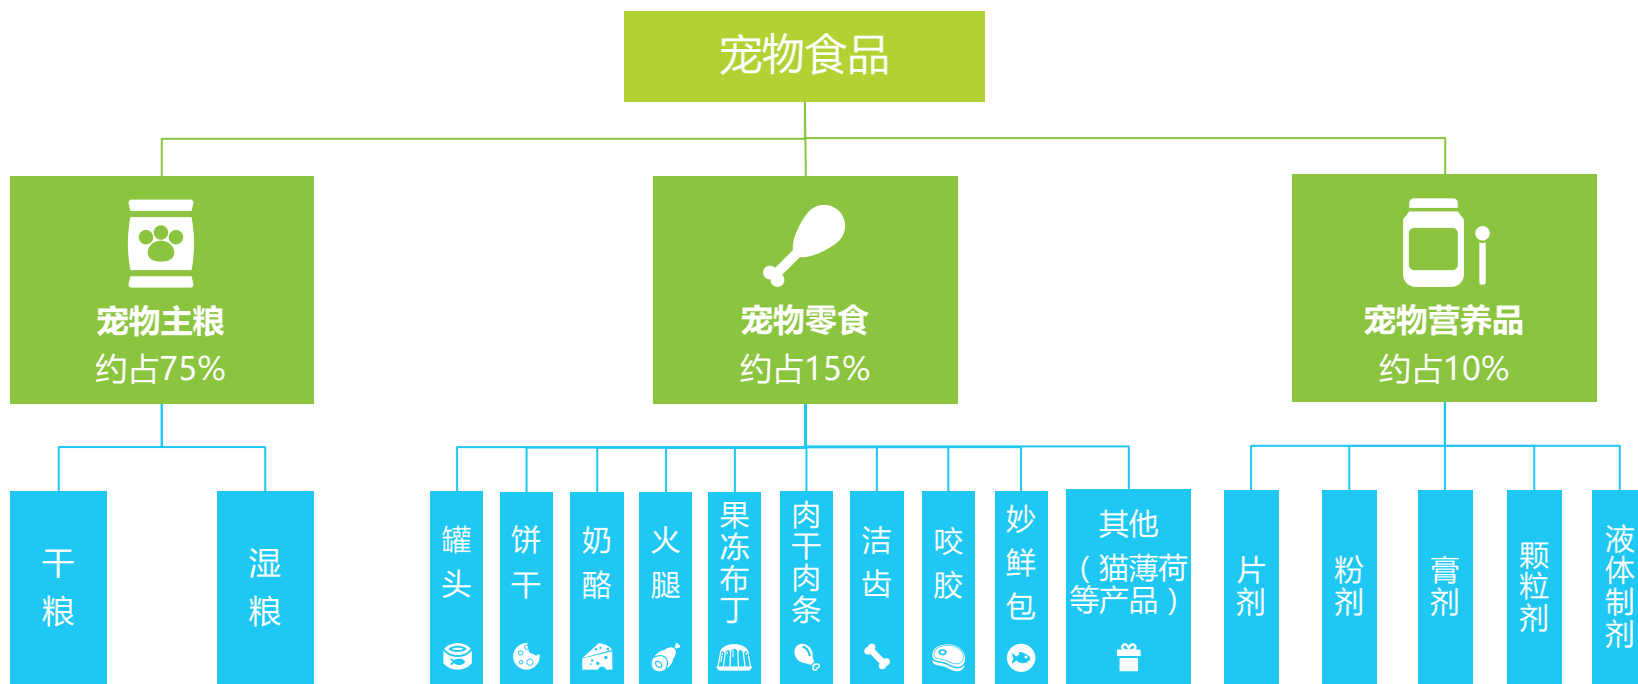 宠物食品
宠物主粮
约占75%
宠物零食
约占15%
宠物营养品
约占10%
干粮
湿粮
罐头
饼干
奶酪
火腿
果冻布丁
肉干肉条
洁齿
咬胶
妙鲜包
其他
（猫薄荷
等产品）
片剂
粉剂
膏剂
颗粒剂
液体制剂